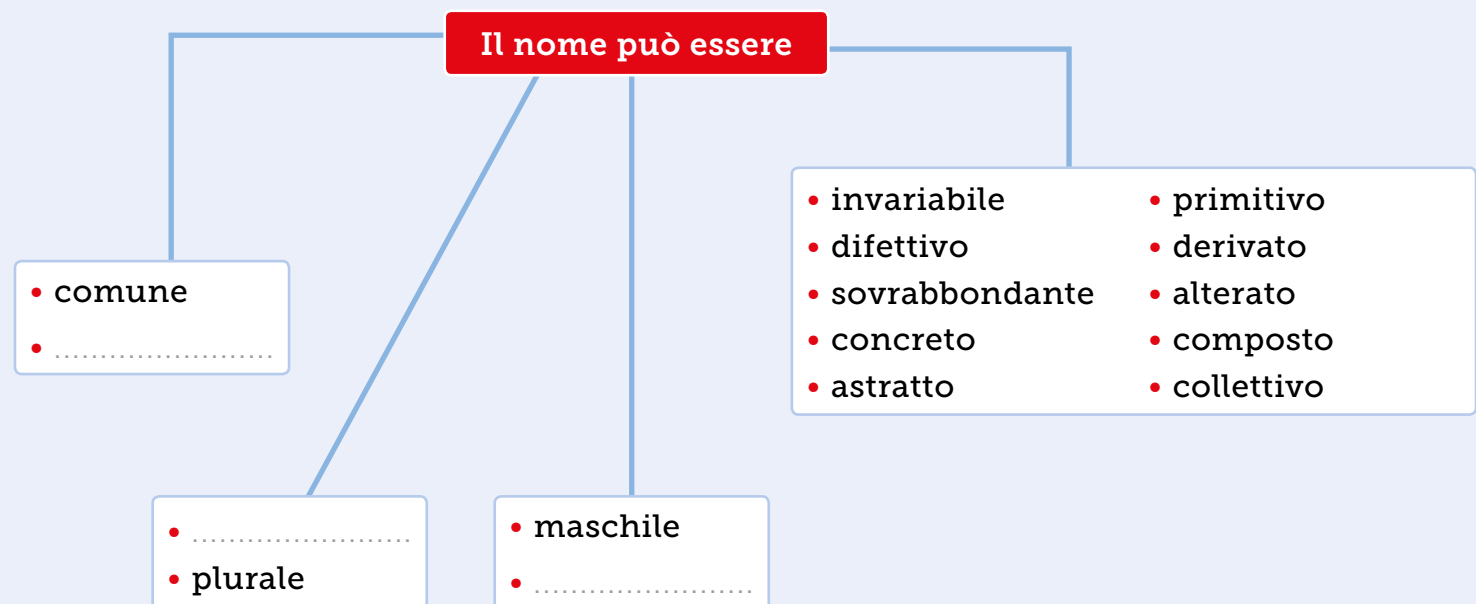 Il nome può essere
• comune
• ........................
• ........................
• plurale
• maschile
• ........................
• invariabile
• difettivo
• sovrabbondante
• concreto
• astratto
• primitivo
• derivato
• alterato
• composto
• collettivo